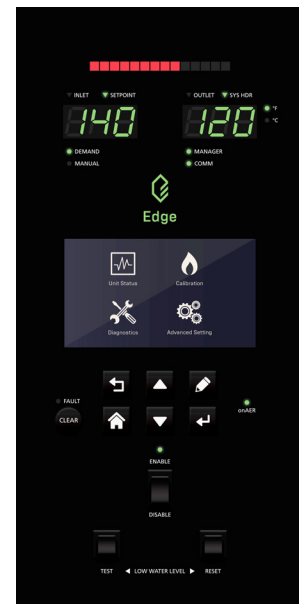 INLET SETPOINT OUTLET SYS HDR
140 120 °F
°C
DEMAND MANAGER
MANUAL COMM
Edge
Unit Status Calibration
Diagnostics Advanced Setting
FAULT
CLEAR
onAER
ENABLE
DISABLE
TEST LOW WATER LEVEL RESET